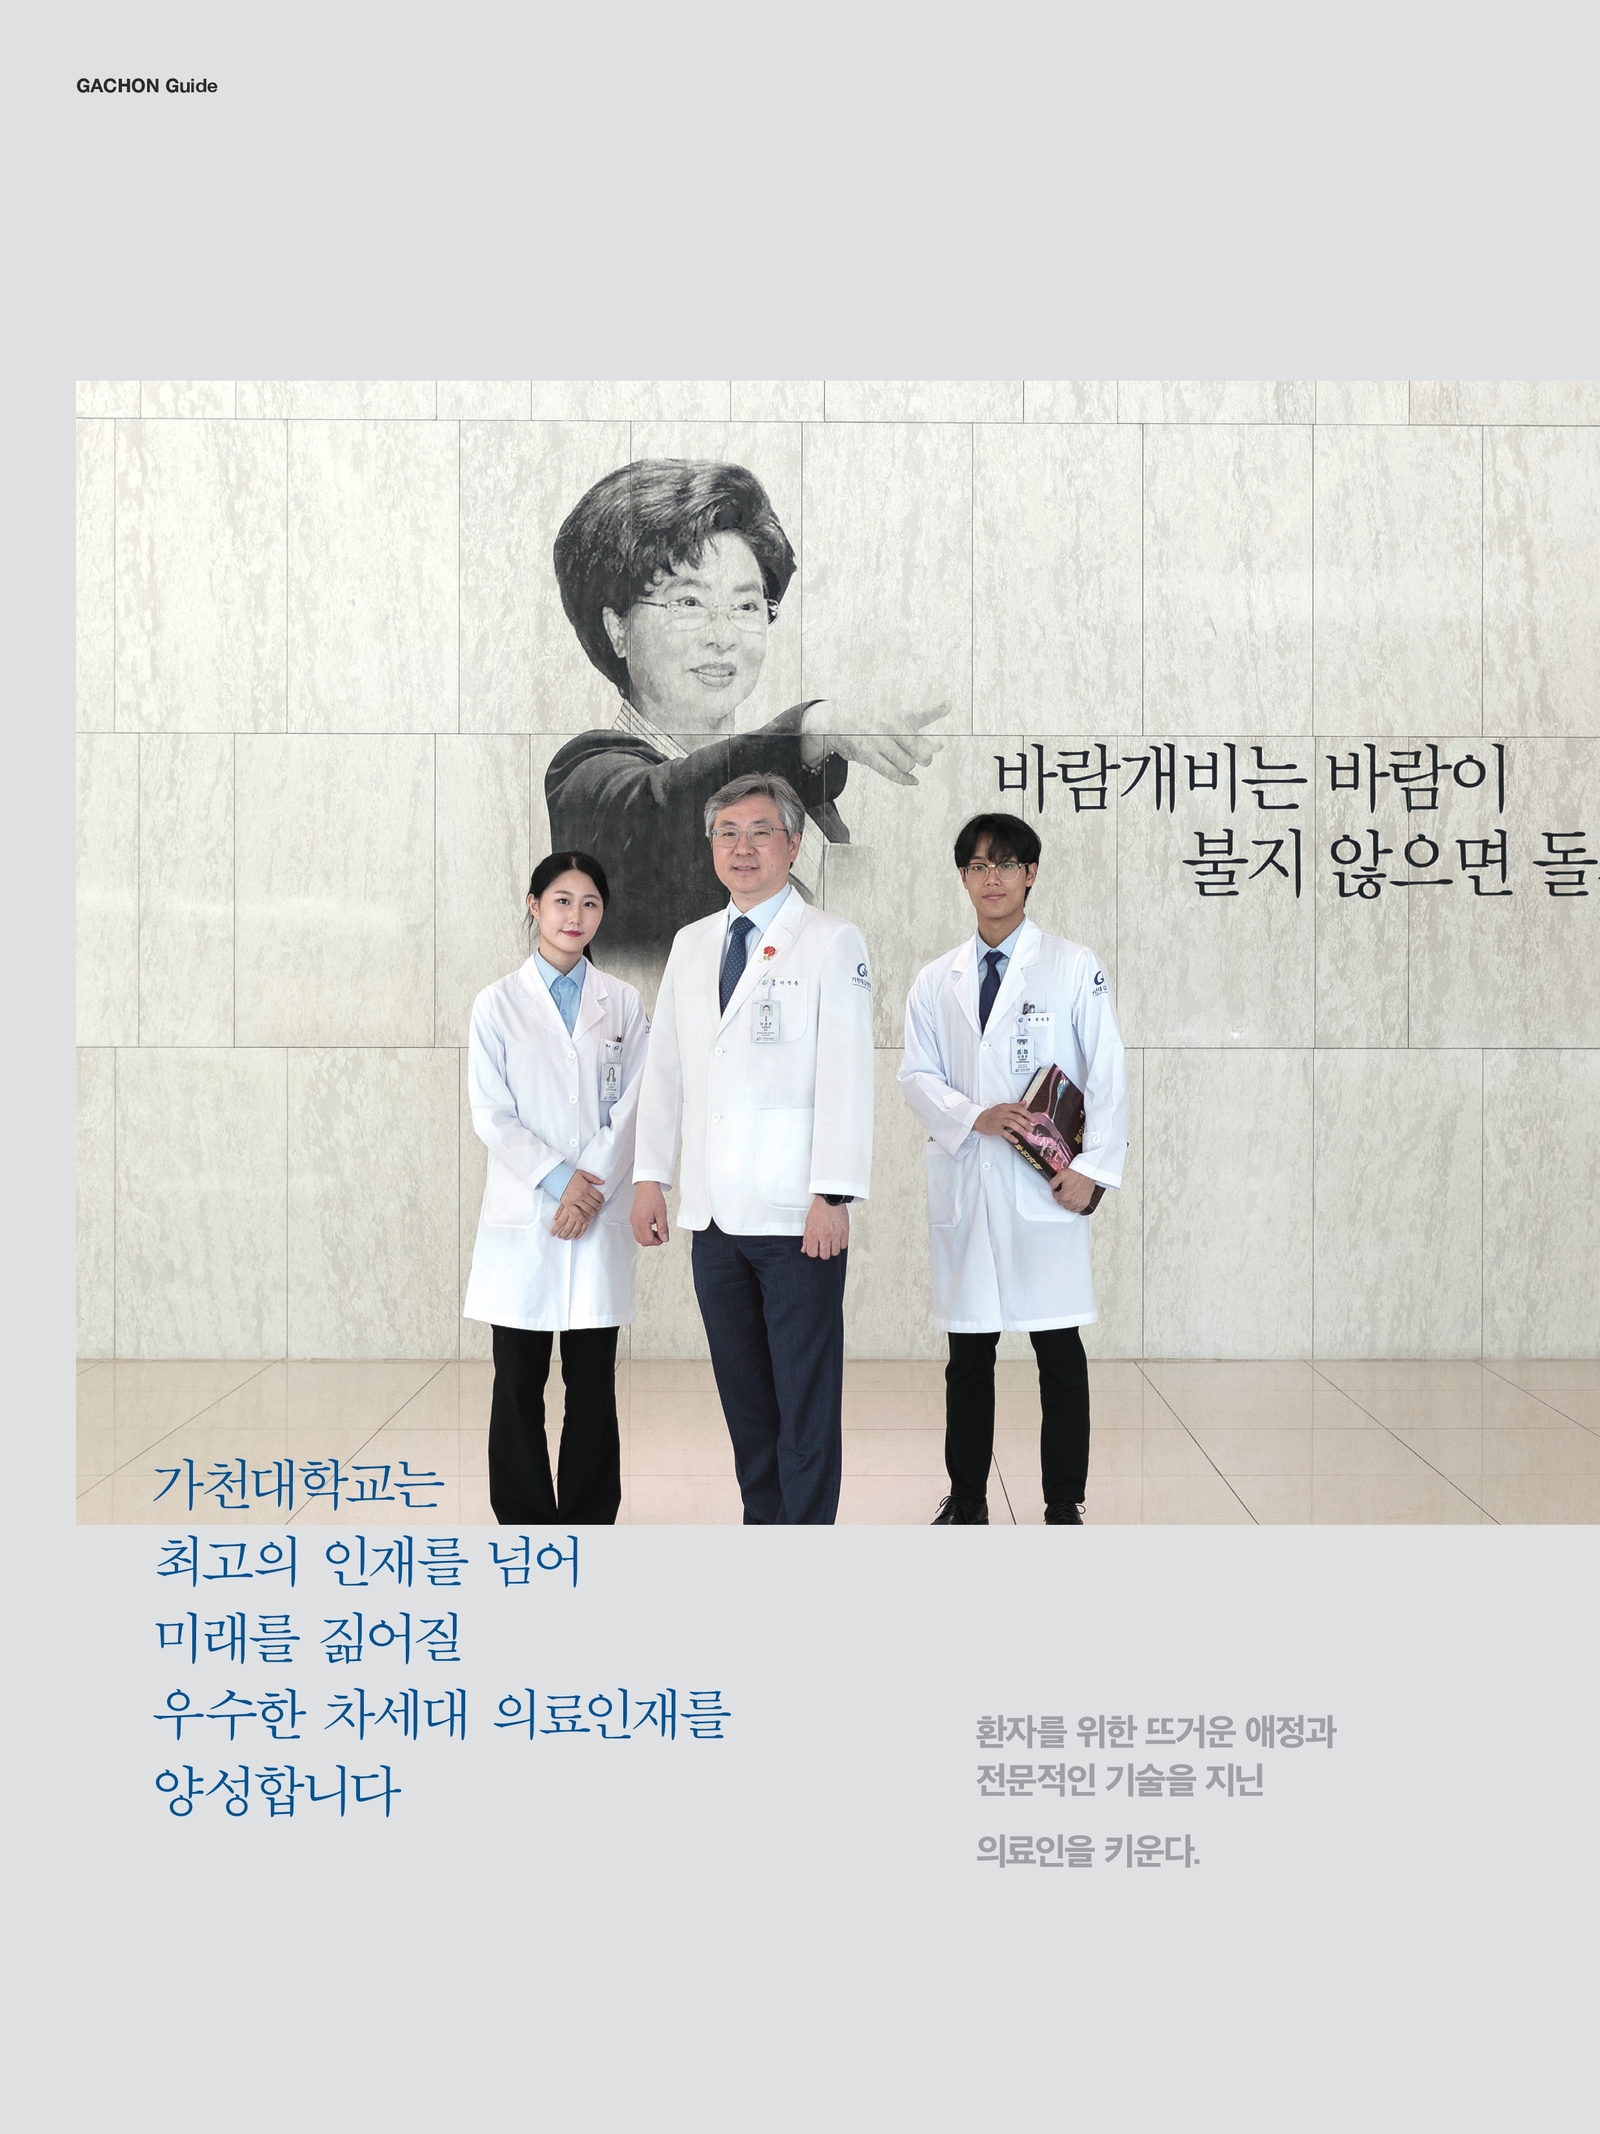 GACHON Guide
바람개비는 바람이
불지 않으면 돌
가천대학교는
최고의 인재를 넘어
미래를 짊어질
우수한 차세대 의료인재를
양성합니다
환자를 위한 뜨거운 애정과
전문적인 기술을 지닌
의료인을 키운다.